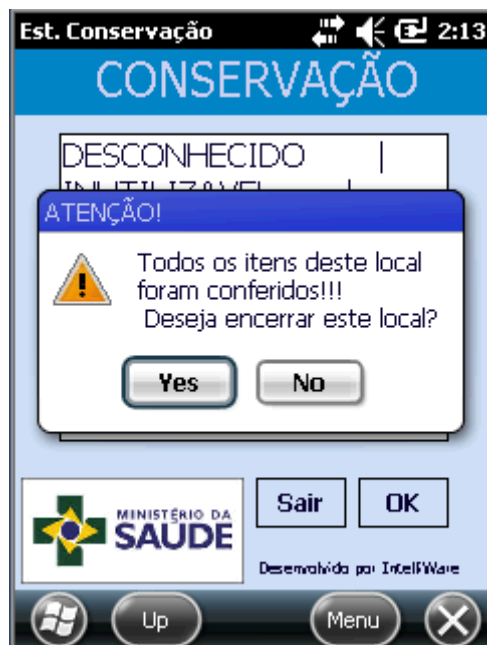 Est. Conservação 2:13
CONSERVAÇÃO
DESCONHECIDO |
INUTILIZAVEL |
ATENÇÃO!
Todos os itens deste local
foram conferidos!!!
Deseja encerrar este local?
Yes No
MINISTÉRIO DA
SAÚDE
Sair OK
Desenvolvido por IntelliWare
Up Menu